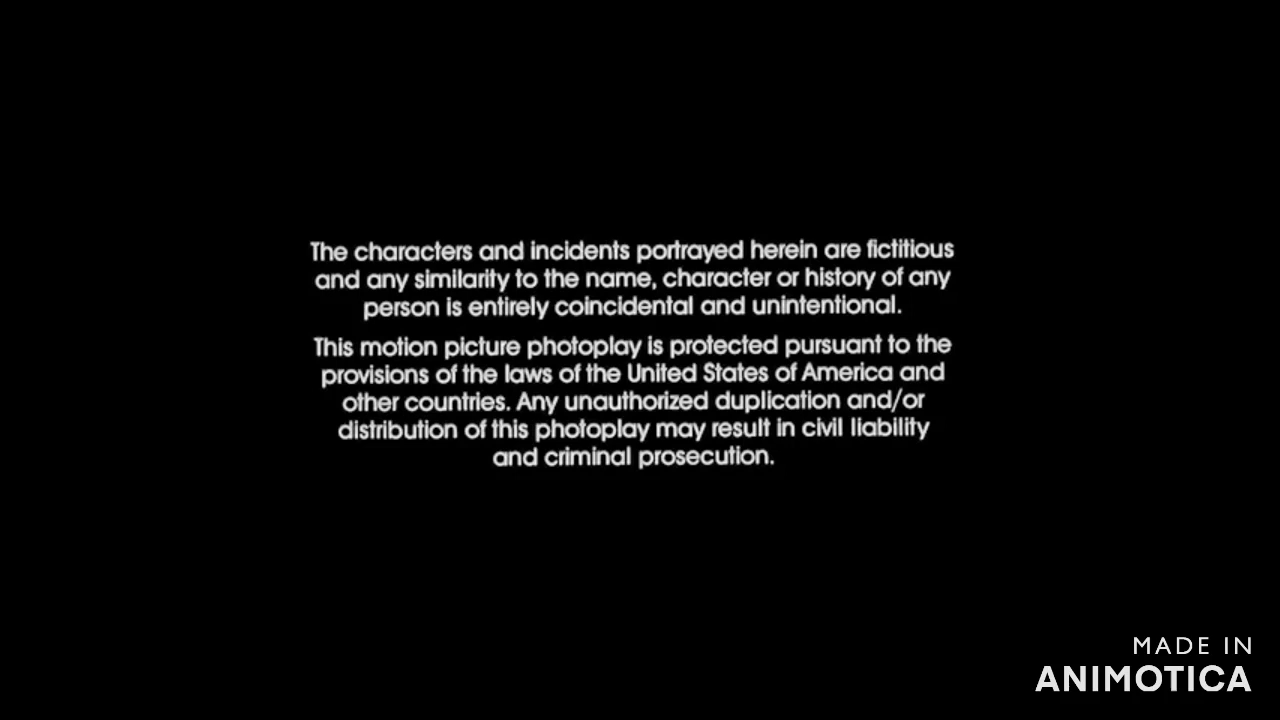 The characters and incidents portrayed herein are fictitious
and any similarity to the name, character or history of any
person is entirely coincidental and unintentional.
This motion picture photoplay is protected pursuant to the
provisions of the laws of the United States of America and
other countries. Any unauthorized duplication and/or
distribution of this photoplay may result in civil liability
and criminal prosecution.
MADE IN
ANIMOTICA